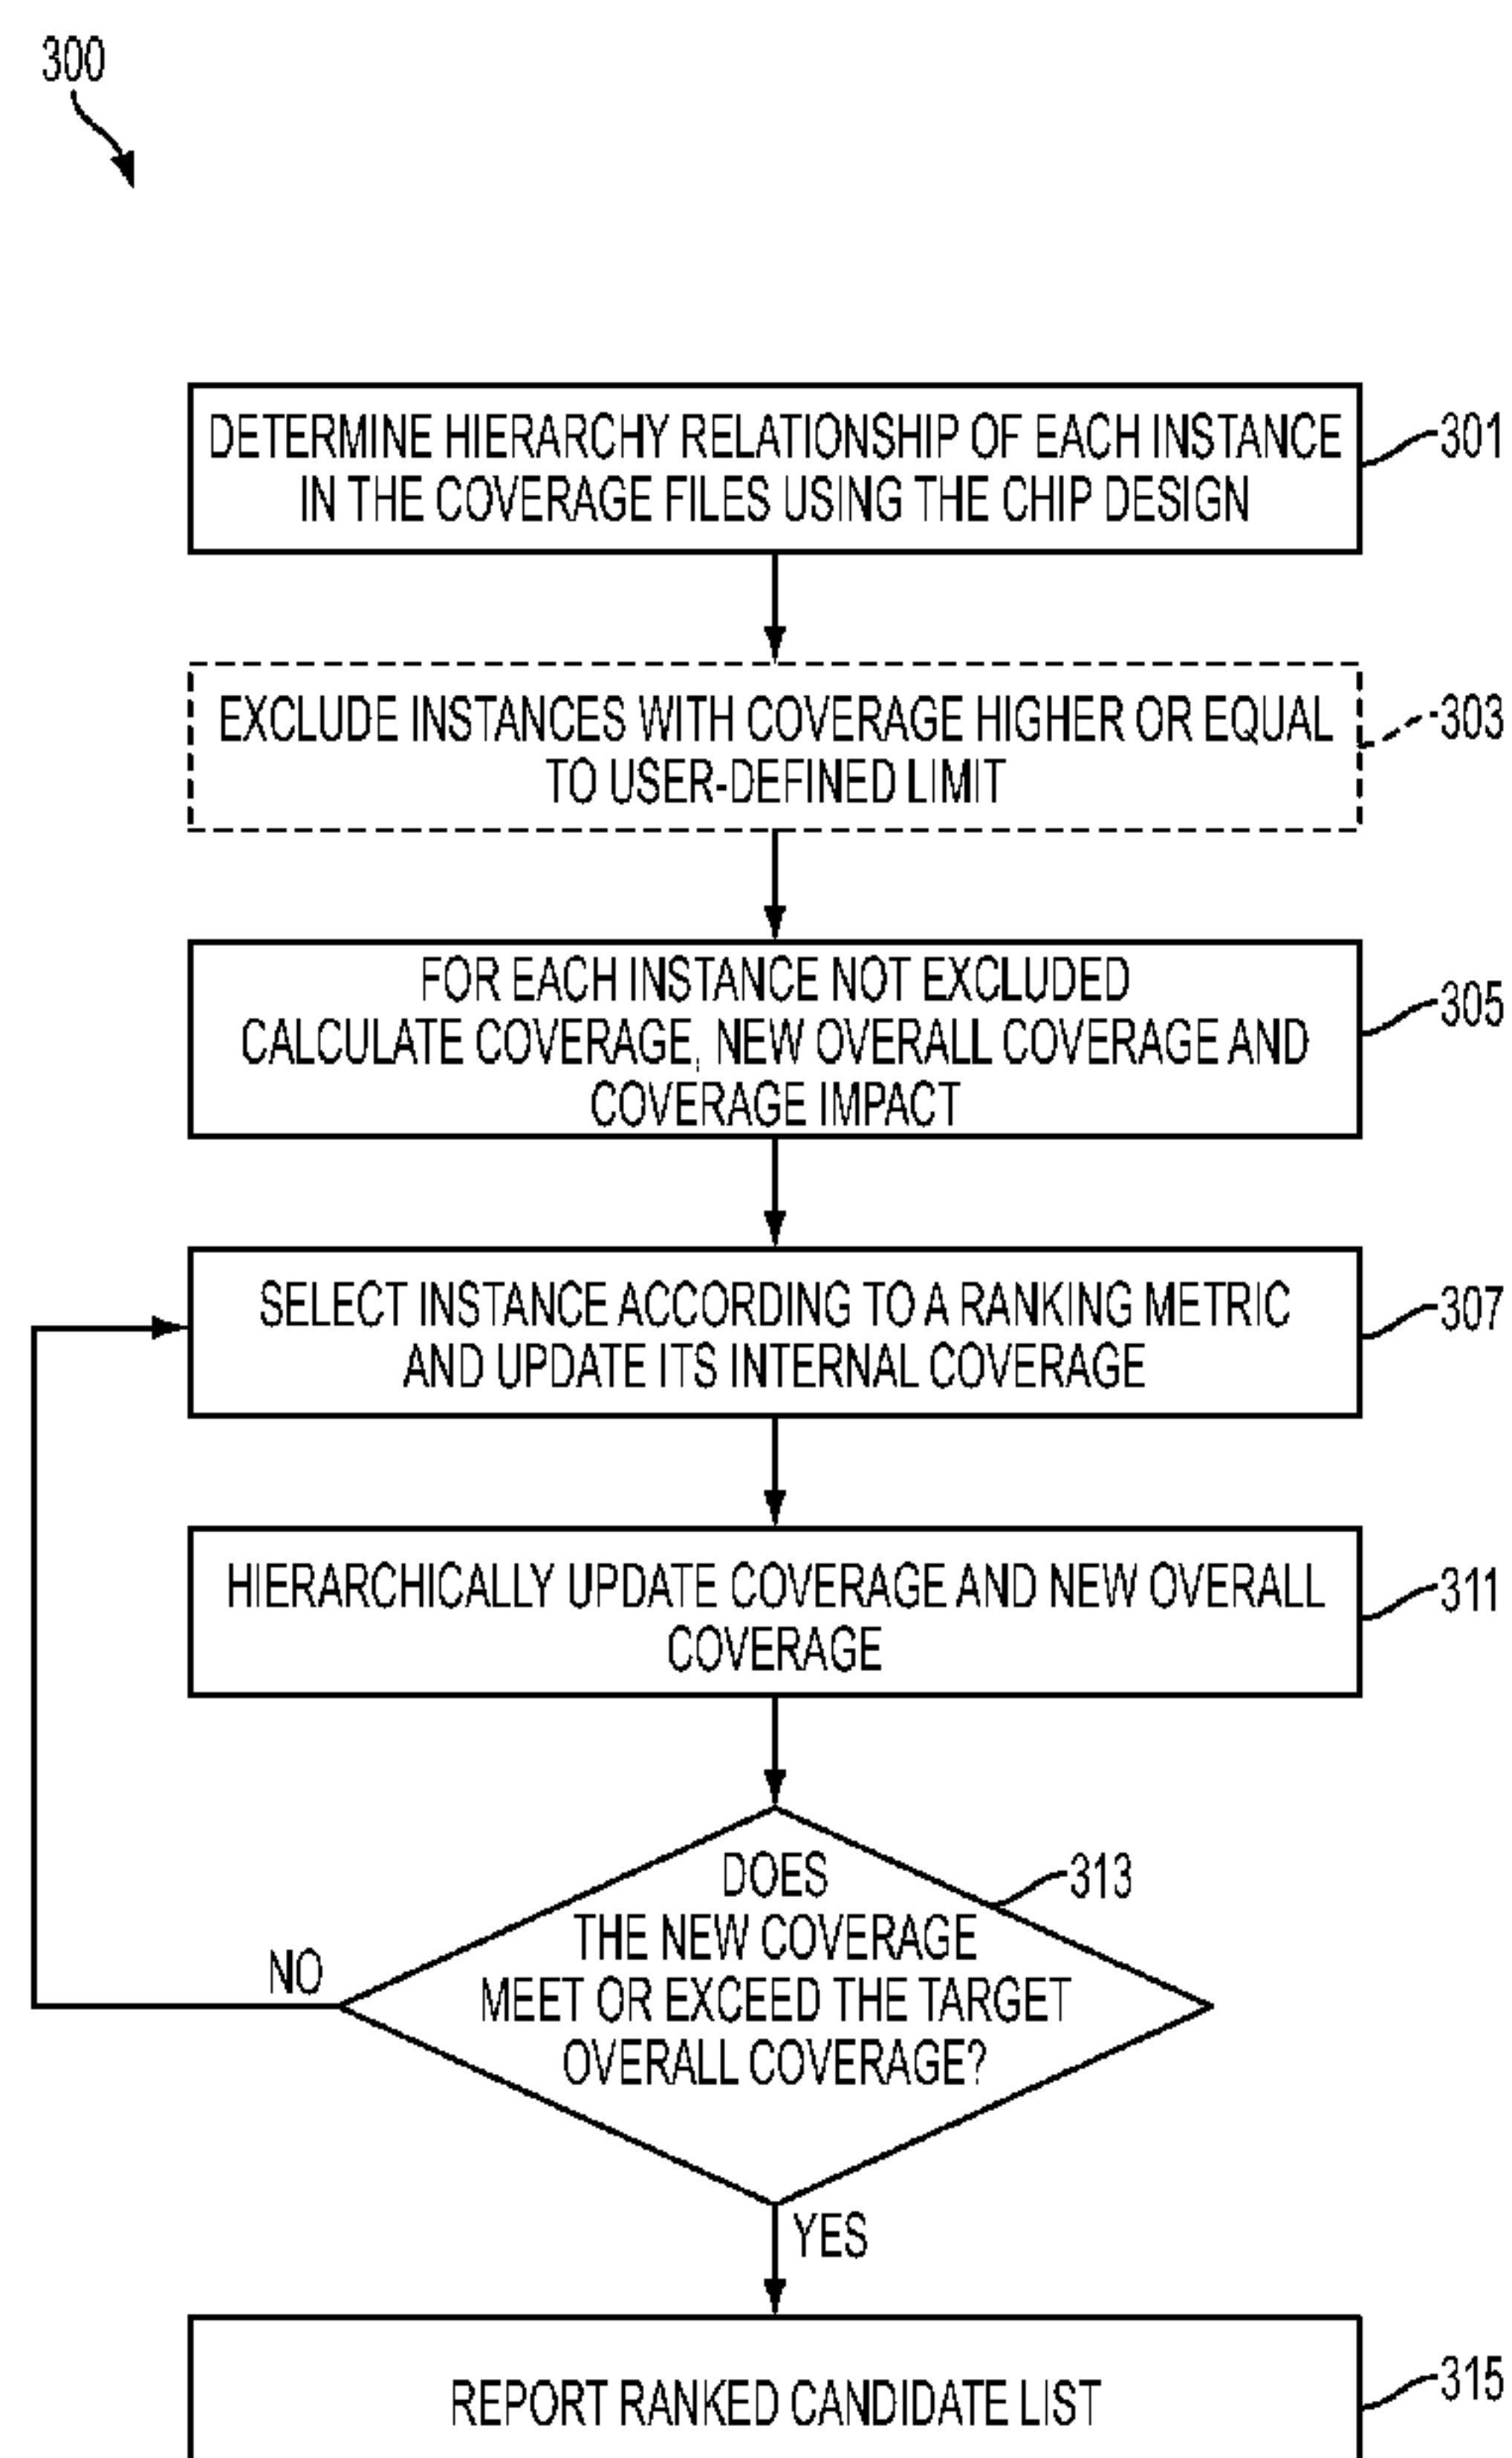 300
DETERMINE HIERARCHY RELATIONSHIP OF EACH INSTANCE
IN THE COVERAGE FILES USING THE CHIP DESIGN
301
EXCLUDE INSTANCES WITH COVERAGE HIGHER OR EQUAL
TO USER-DEFINED LIMIT
303
FOR EACH INSTANCE NOT EXCLUDED
CALCULATE COVERAGE, NEW OVERALL COVERAGE AND
COVERAGE IMPACT
305
SELECT INSTANCE ACCORDING TO A RANKING METRIC
AND UPDATE ITS INTERNAL COVERAGE
307
HIERARCHICALLY UPDATE COVERAGE AND NEW OVERALL
COVERAGE
311
DOES
THE NEW COVERAGE
MEET OR EXCEED THE TARGET
OVERALL COVERAGE?
313
NO
YES
REPORT RANKED CANDIDATE LIST
315